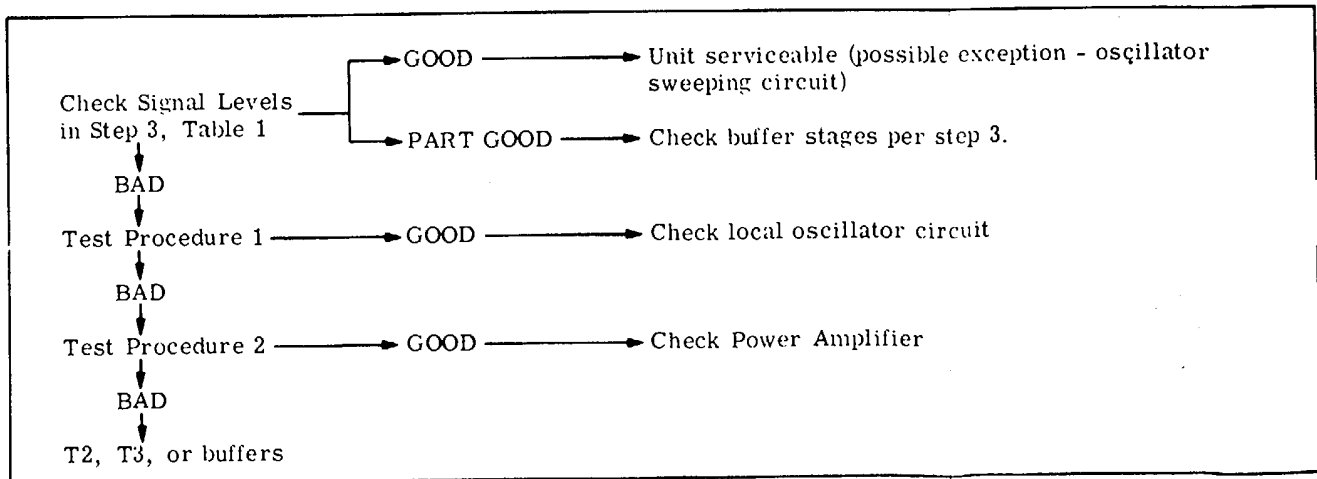 GOOD Unit serviceable (possible exception - oscillator
sweeping circuit)
Check Signal Levels
in Step 3, Table 1
PART GOOD Check buffer stages per step 3.
BAD
Test Procedure 1 GOOD Check local oscillator circuit
BAD
Test Procedure 2 GOOD Check Power Amplifier
BAD
T2, T3, or buffers